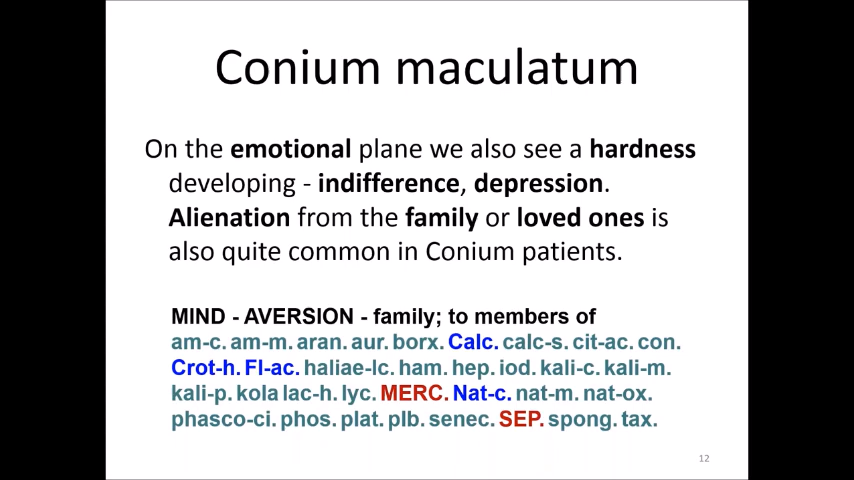 Conium maculatum
On the emotional plane we also see a hardness
developing - indifference, depression.
Alienation from the family or loved ones is
also quite common in Conium patients.
MIND - AVERSION - family; to members of
am-c. am-m. aran. aur. borx. Calc. calc-s. cit-ac. con.
Crot-h. Fl-ac. haliae-lc. ham. hep. iod. kali-c. kali-m.
kali-p. kola lac-h. lyc. MERC. Nat-c. nat-m. nat-ox.
phasco-ci. phos. plat. plb. senec. SEP. spong. tax.
12